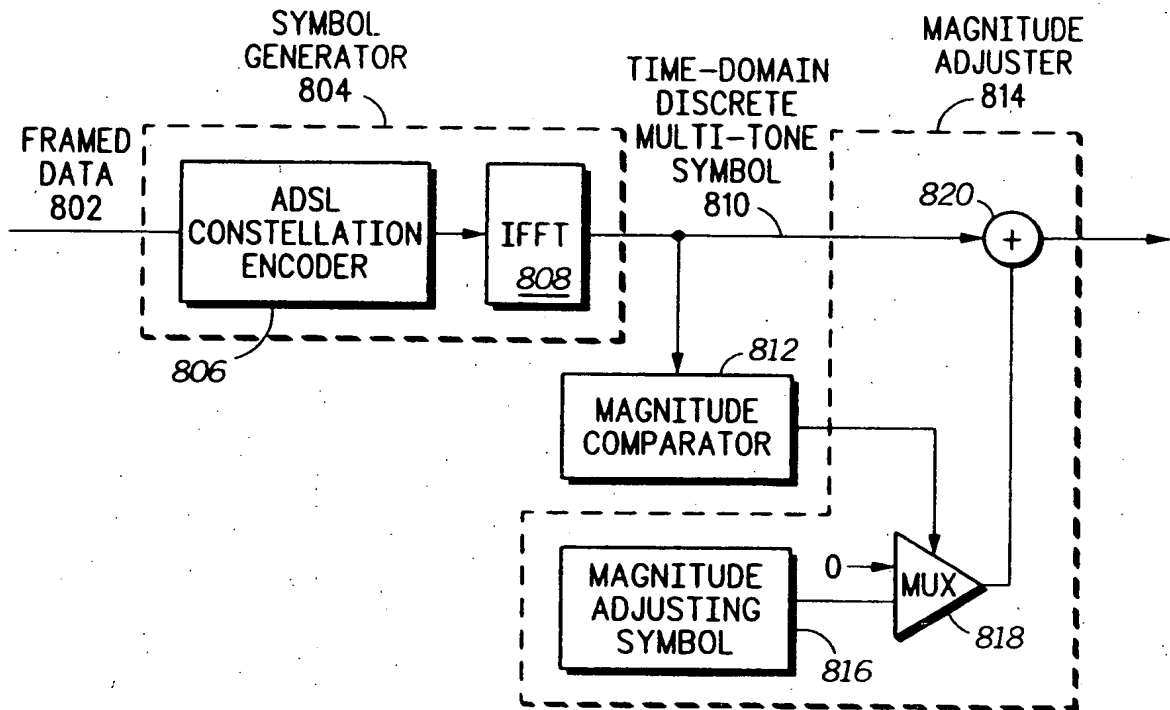 SYMBOL
GENERATOR
804
MAGNITUDE
ADJUSTER
814
TIME-DOMAIN
DISCRETE
MULTI-TONE
SYMBOL
810
FRAMED
DATA
802
ADSL
CONSTELLATION
ENCODER
806
IFFT
808
820
+
812
MAGNITUDE
COMPARATOR
MAGNITUDE
ADJUSTING
SYMBOL
816
0
MUX
818